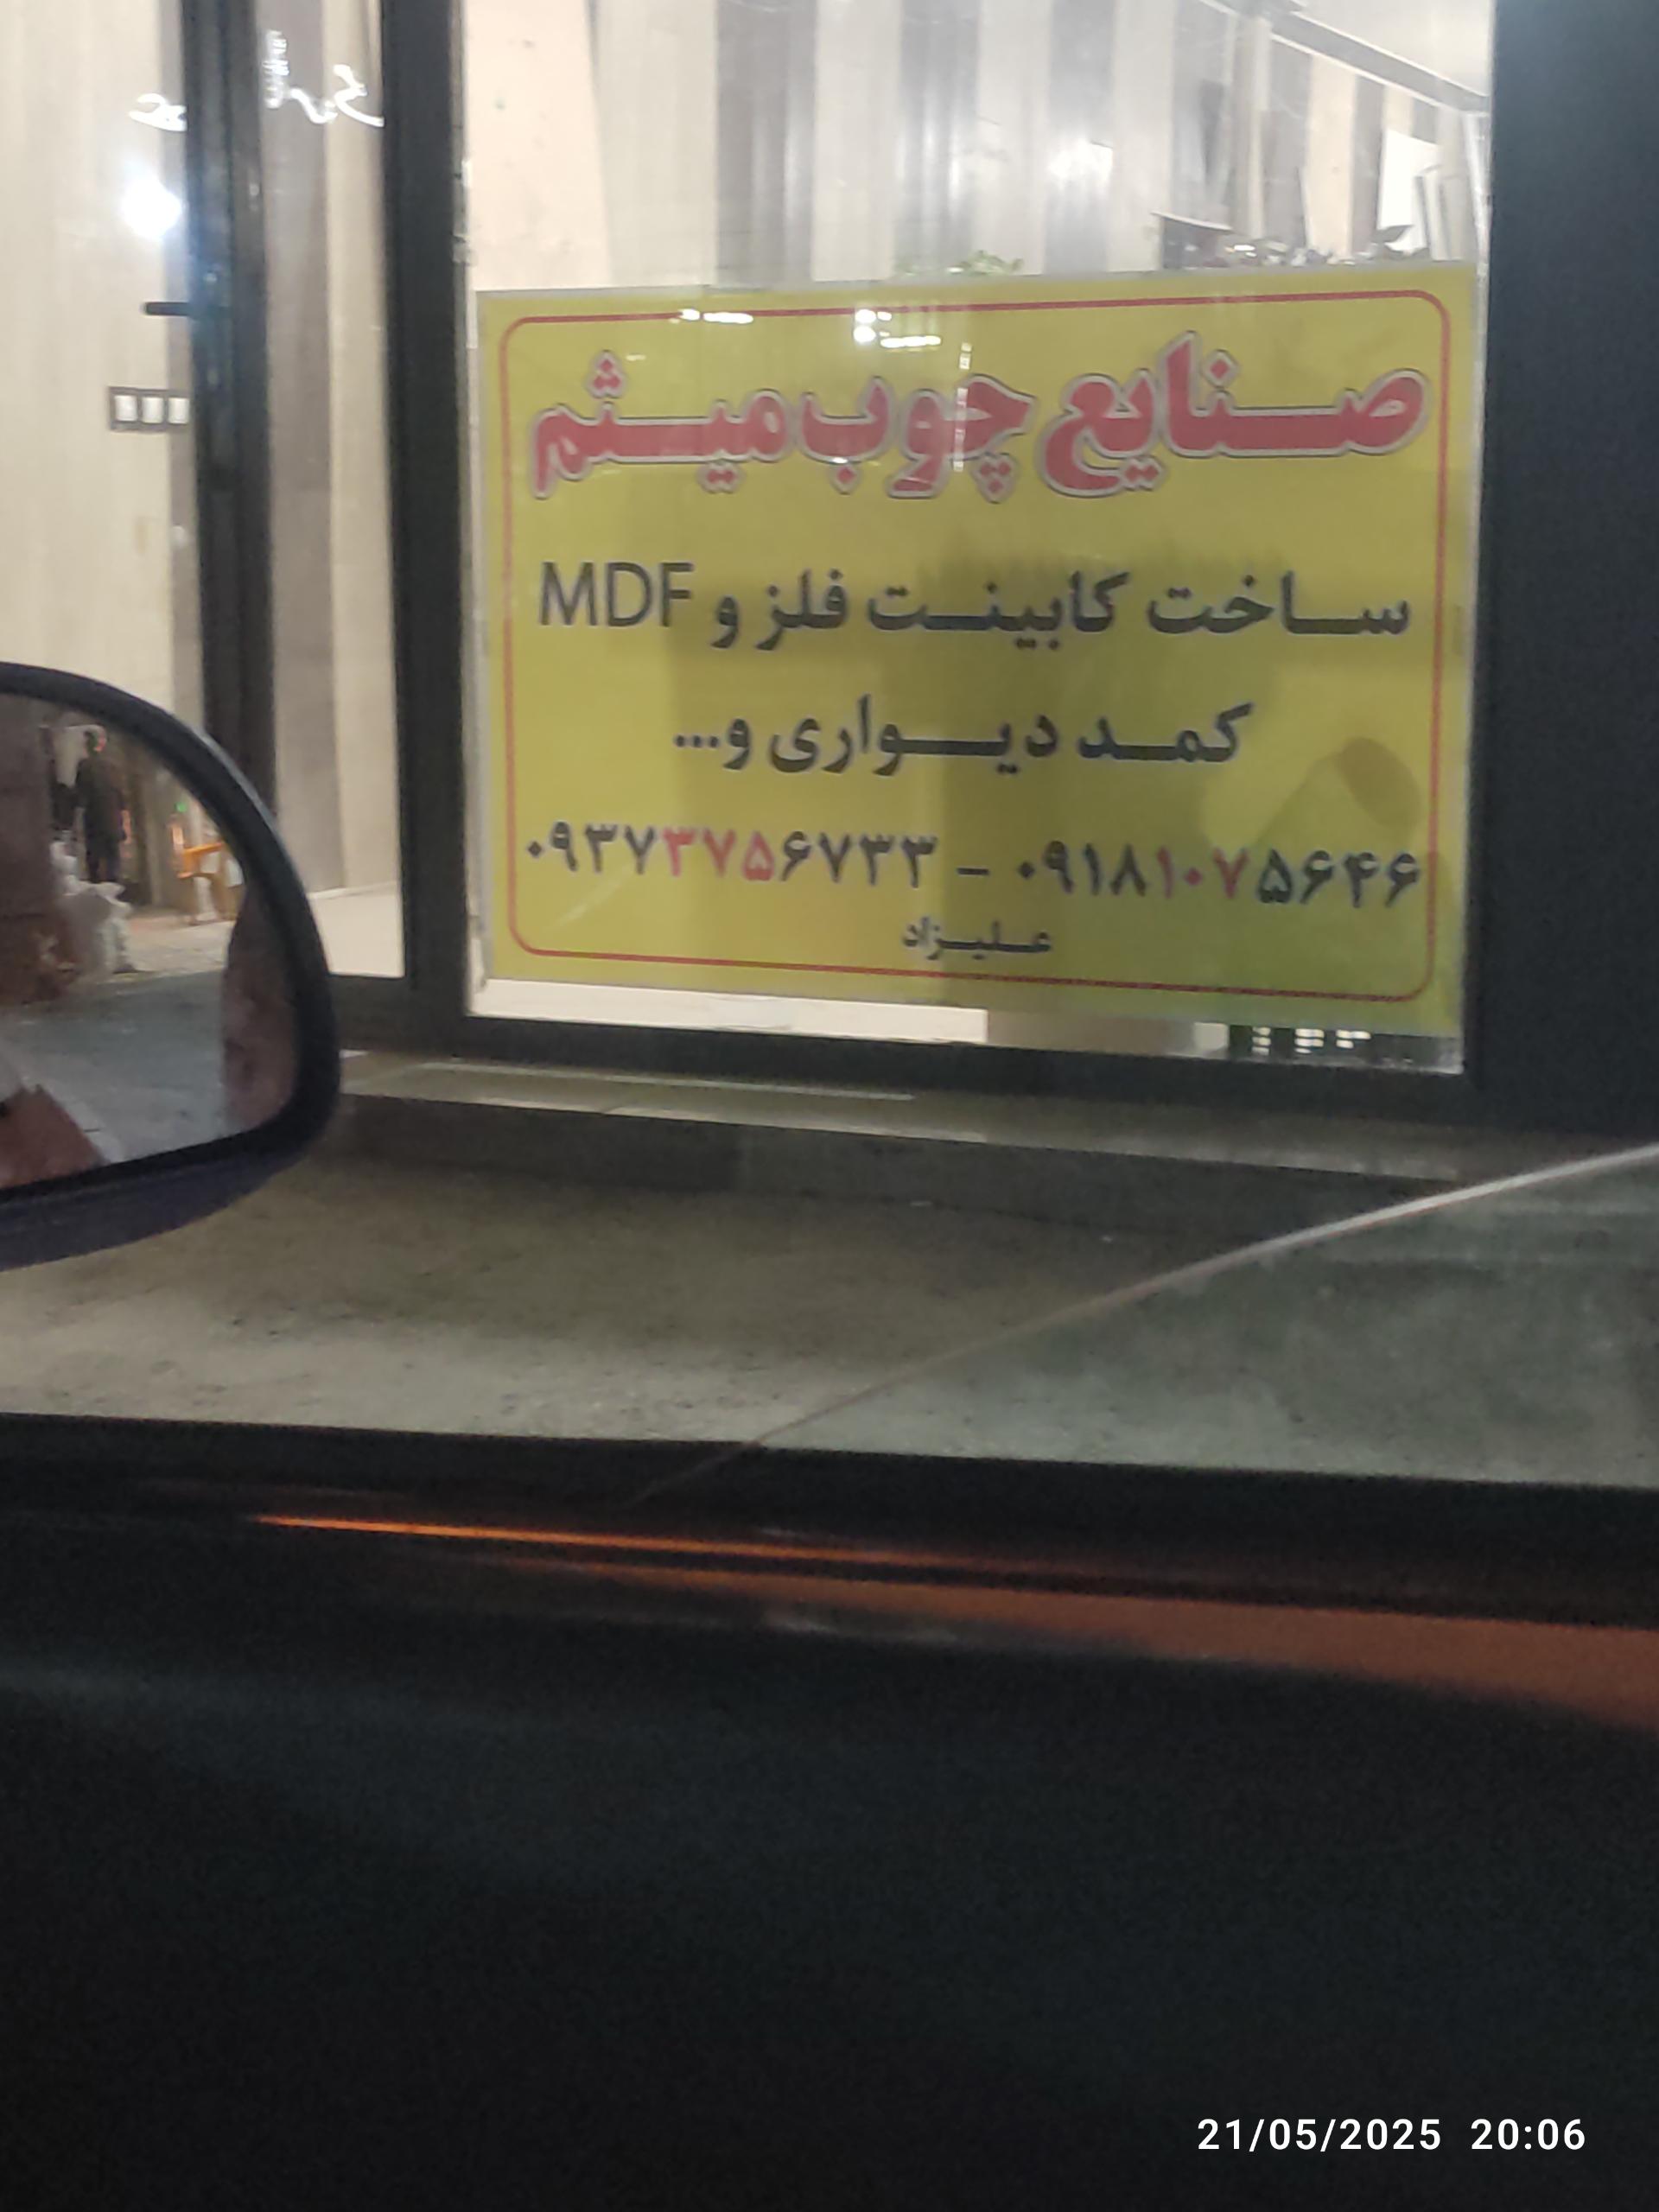 صنایع چوب میثم
ساخت کابینت فلز و MDF
کمد دیواری و...
۰۹۳۷۳۷۵۶۷۳۳ - ۰۹۱۸۱۰۷۵۶۴۶
علیزاد
21/05/2025 20:06